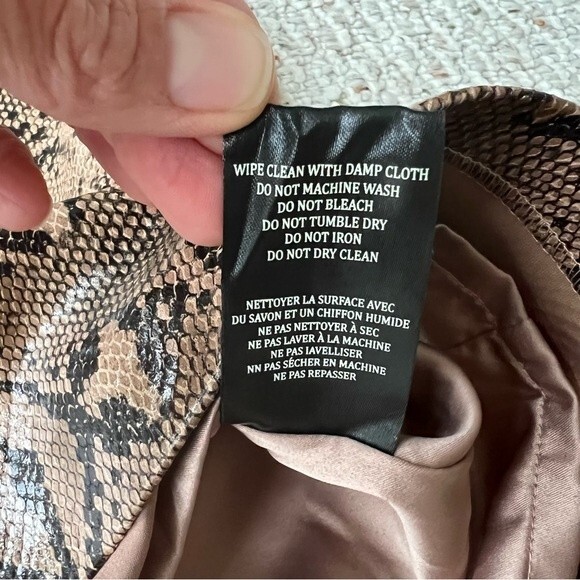 WIPE CLEAN WITH DAMP CLOTH
DO NOT MACHINE WASH
DO NOT BLEACH
DO NOT TUMBLE DRY
DO NOT IRON
DO NOT DRY CLEAN
NETTOYER LA SURFACE AVEC
DU SAVON ET UN CHIFFON HUMIDE
NE PAS NETTOYER À SEC
NE PAS LAVER À LA MACHINE
NE PAS IAVELLISER
NN PAS SÉCHER EN MACHINE
NE PAS REPASSER